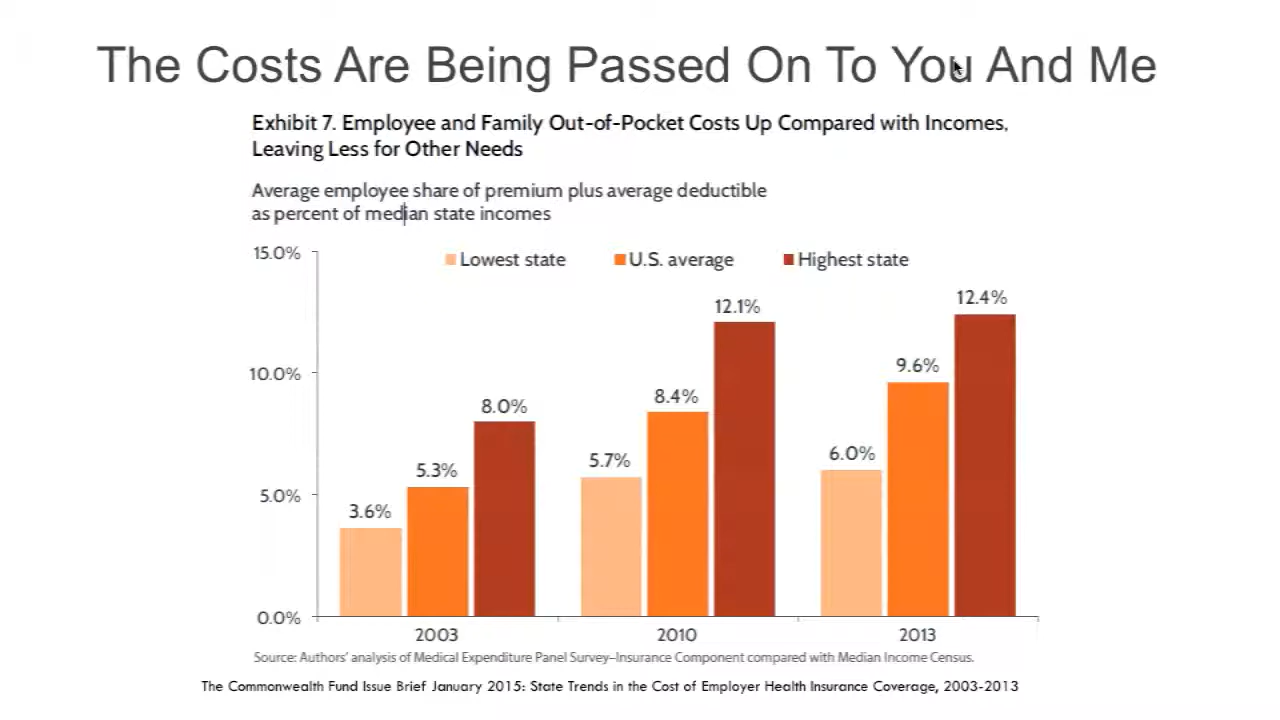 The Costs Are Being Passed On To You And Me
Exhibit 7. Employee and Family Out-of-Pocket Costs Up Compared with Incomes,
Leaving Less for Other Needs
Average employee share of premium plus average deductible
as percent of median state incomes
15.0%
Lowest state
U.S. average
Highest state
12.1%
12.4%
10.0%
8.0%
8.4%
9.6%
5.0%
3.6%
5.3%
5.7%
6.0%
0.0%
2003
2010
2013
Source: Authors' analysis of Medical Expenditure Panel Survey–Insurance Component compared with Median Income Census.
The Commonwealth Fund Issue Brief January 2015: State Trends in the Cost of Employer Health Insurance Coverage, 2003-2013